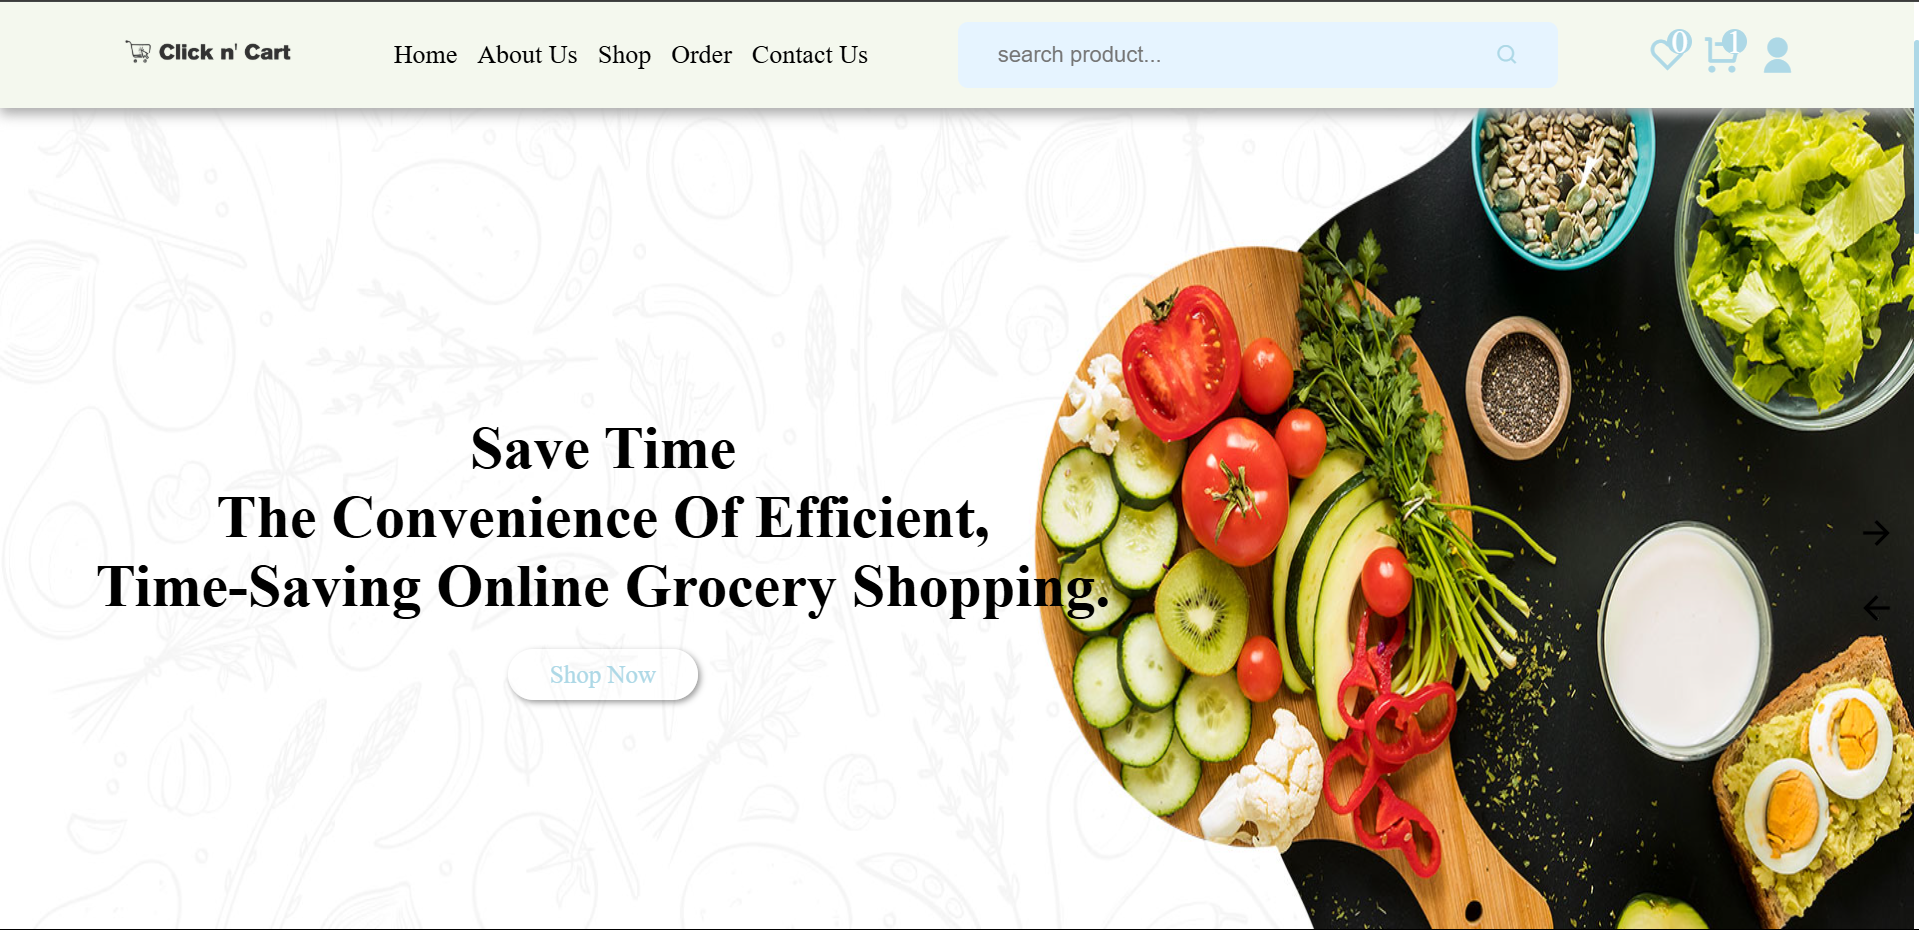 Click n' Cart
Home About Us Shop Order Contact Us
search product...
0
1
Save Time
The Convenience Of Efficient,
Time-Saving Online Grocery Shopping.
Shop Now